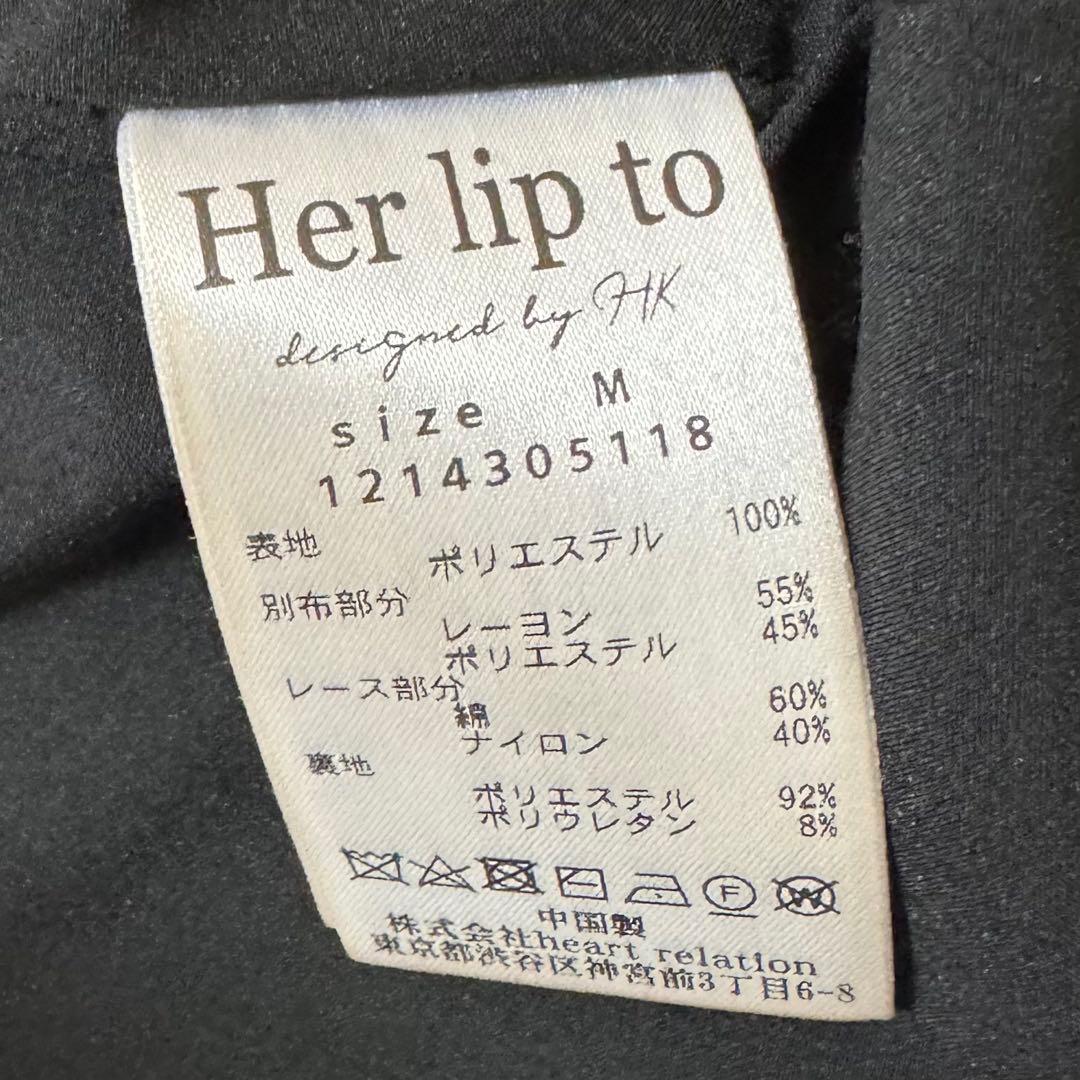 Her lip to
designed by HK
size M
1214305118
表地
ポリエステル 100%
別布部分
レーヨン 55%
ポリエステル 45%
レース部分
綿 60%
ナイロン 40%
裏地
ポリエステル 92%
ポリウレタン 8%
F W
中国製
株式会社heart relation
東京都渋谷区神宮前3丁目6-8